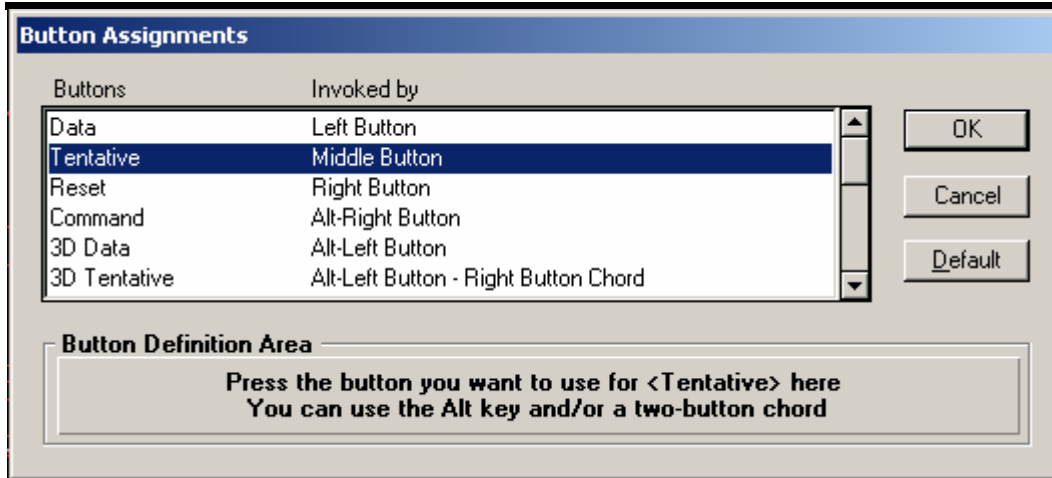 Button Assignments
Buttons Invoked by
Data Left Button
Tentative Middle Button
Reset Right Button
Command Alt-Right Button
3D Data Alt-Left Button
3D Tentative Alt-Left Button - Right Button Chord
OK
Cancel
Default
Button Definition Area
Press the button you want to use for <Tentative> here
You can use the Alt key and/or a two-button chord